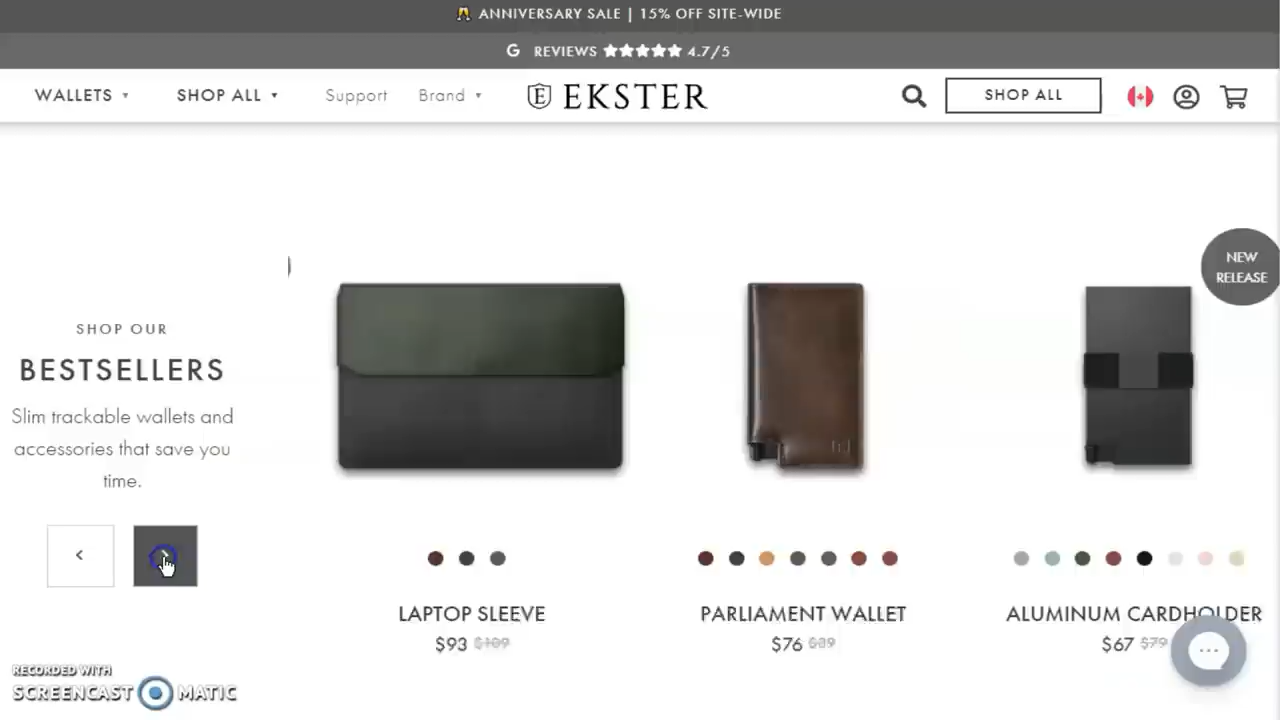 ANNIVERSARY SALE | 15% OFF SITE-WIDE
G REVIEWS ★★★★★ 4.7/5
WALLETS ▾ SHOP ALL ▾ Support Brand ▾ E EKSTER SHOP ALL
NEW
RELEASE
SHOP OUR
BESTSELLERS
Slim trackable wallets and
accessories that save you
time.
LAPTOP SLEEVE PARLIAMENT WALLET ALUMINUM CARDHOLDER
$93 $109 $76 $89 $67 $79
RECORDED WITH
SCREENCAST MATIC